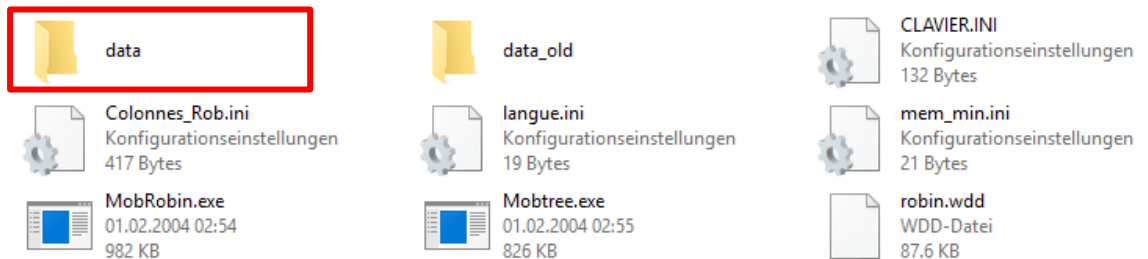 data
data_old
CLAVIER.INI
Konfigurationseinstellungen
132 Bytes
Colonnes_Rob.ini
Konfigurationseinstellungen
417 Bytes
langue.ini
Konfigurationseinstellungen
19 Bytes
mem_min.ini
Konfigurationseinstellungen
21 Bytes
MobRobin.exe
01.02.2004 02:54
982 KB
Mobtree.exe
01.02.2004 02:55
826 KB
robin.wdd
WDD-Datei
87.6 KB